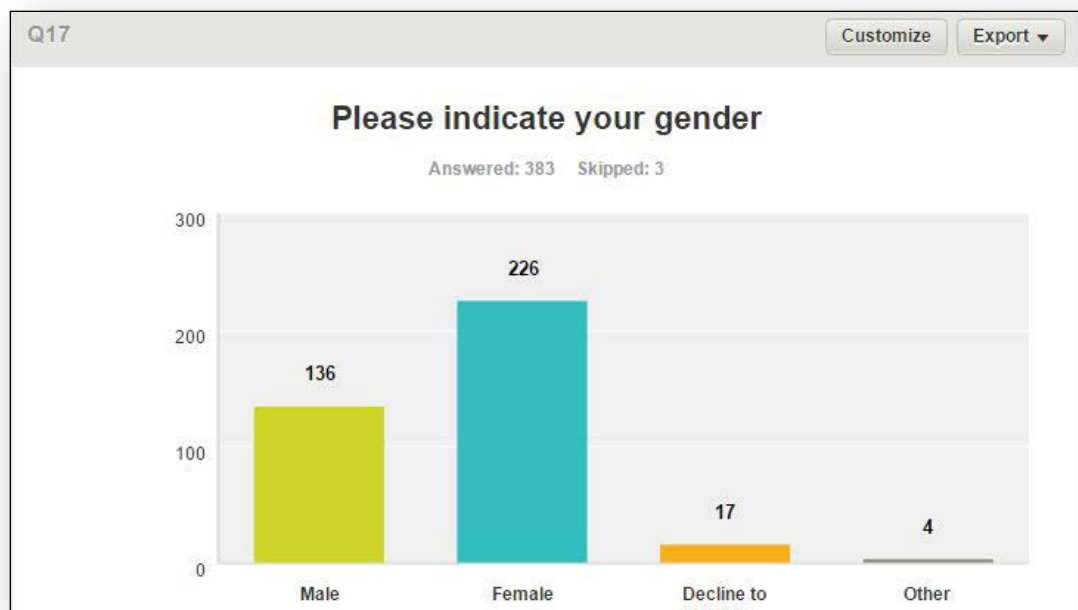 Q17
Customize
Export
Please indicate your gender
Answered: 383 Skipped: 3
300
200
100
0
136
226
17
4
Male
Female
Decline to
Other